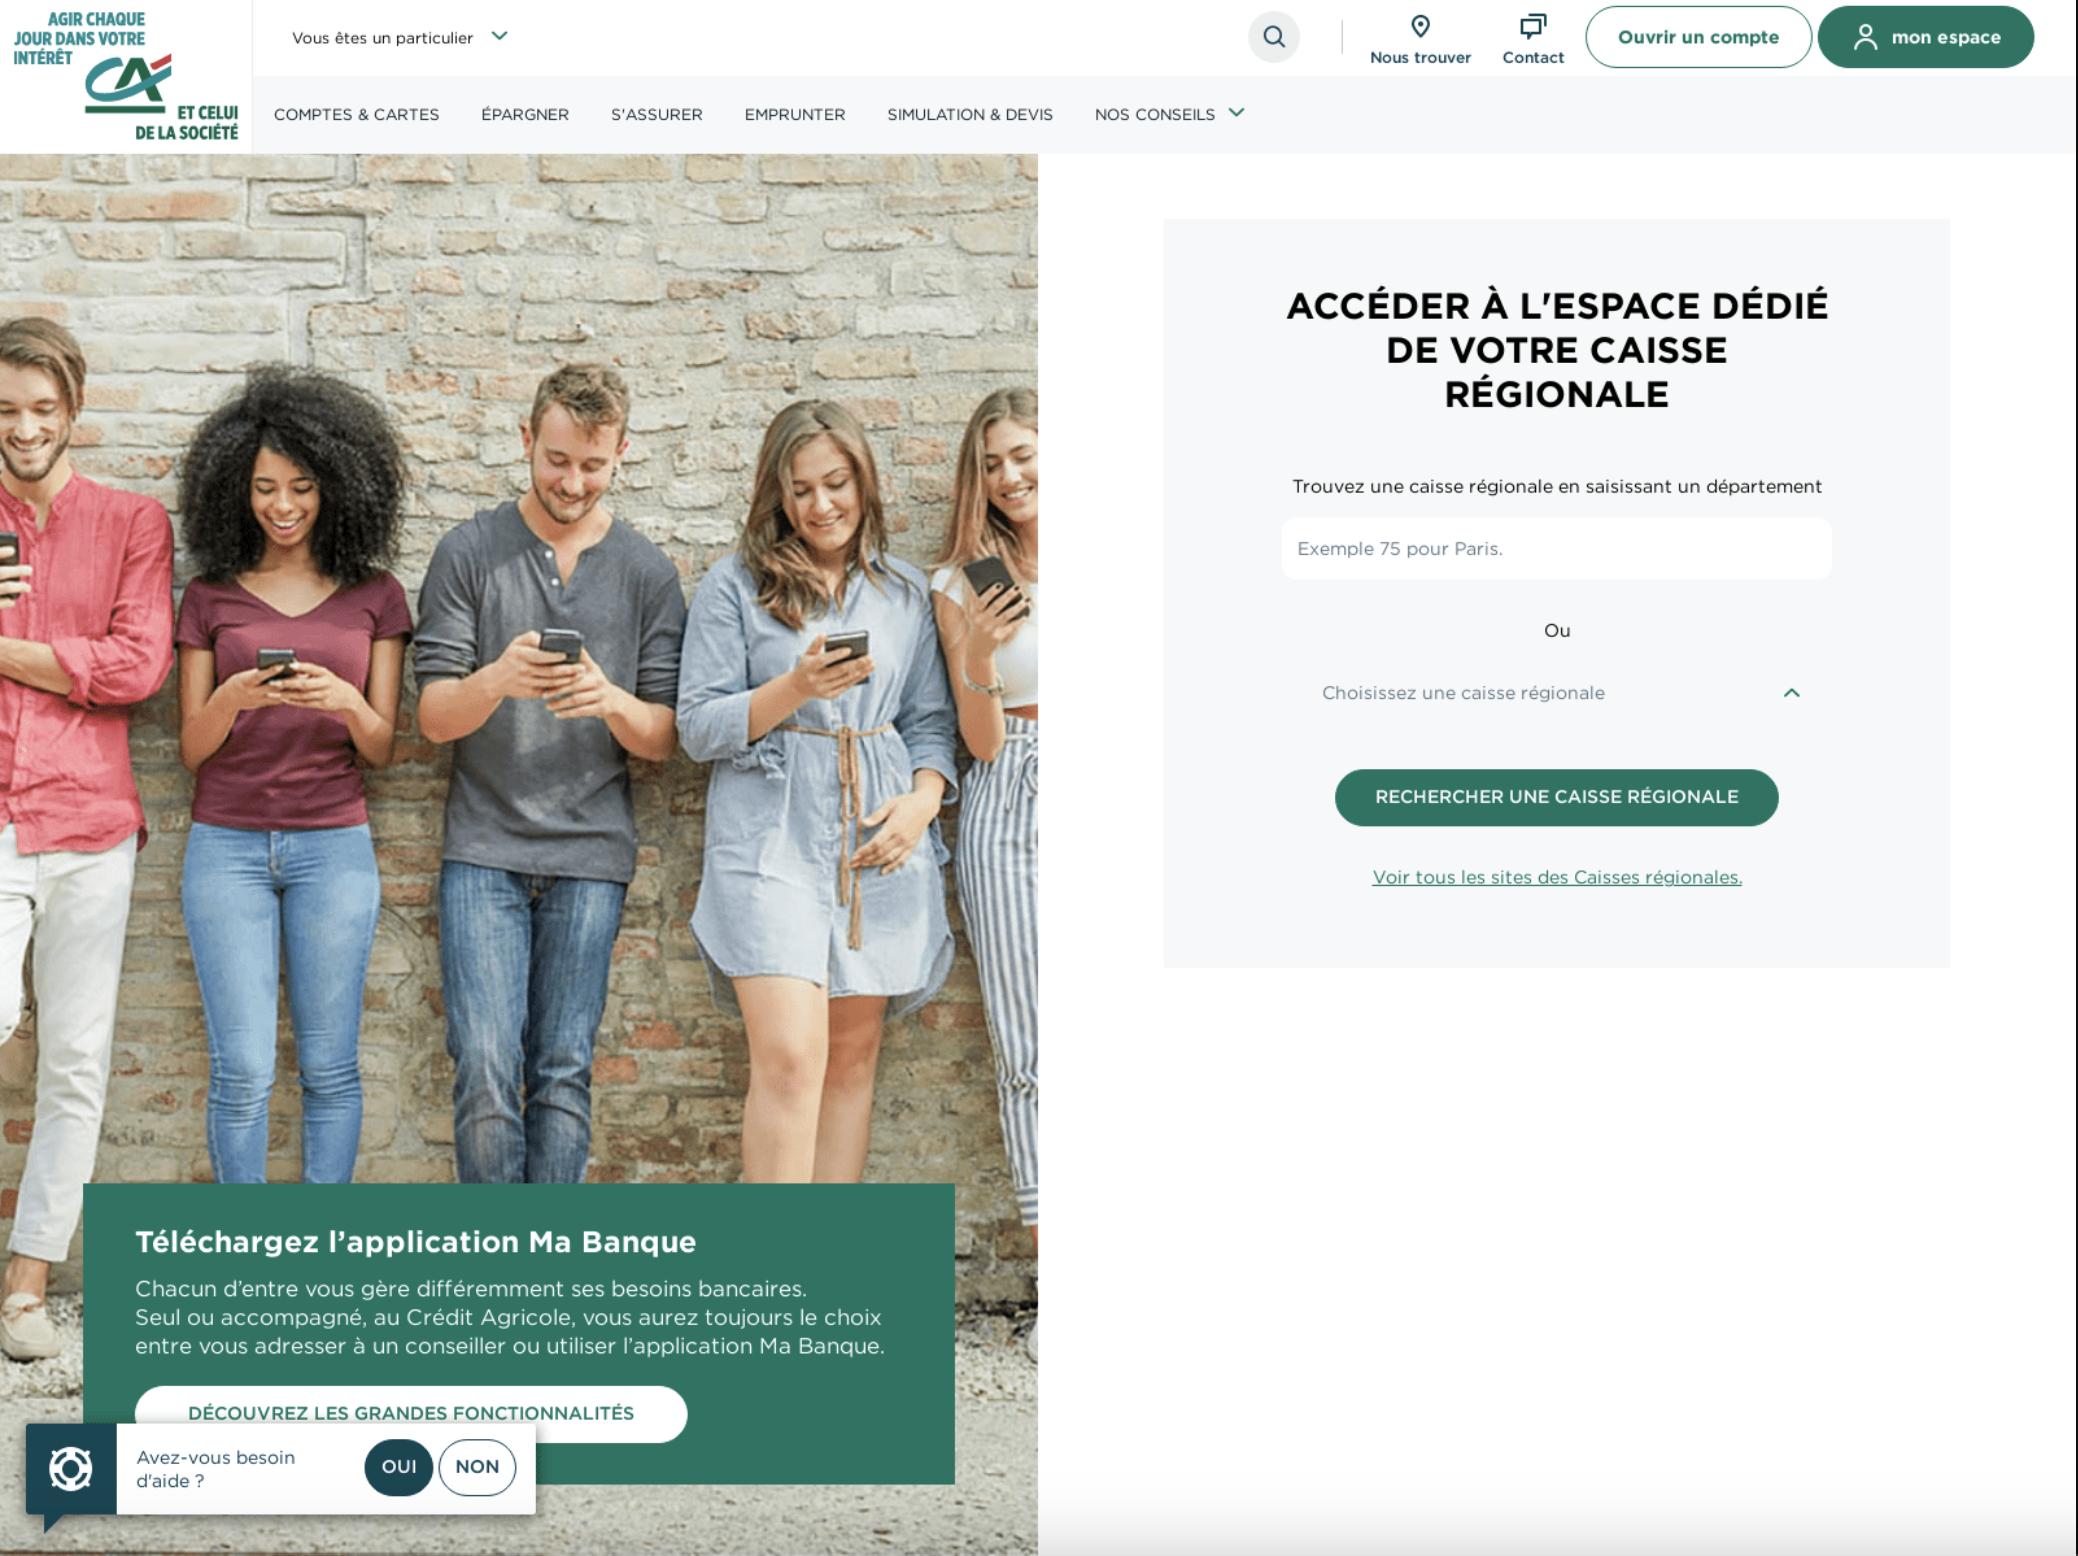 AGIR CHAQUE
JOUR DANS VOTRE
INTÉRÊT
CA
ET CELUI
DE LA SOCIÉTÉ
Vous êtes un particulier
Nous trouver
Contact
Ouvrir un compte
mon espace
COMPTES & CARTES
ÉPARGNER
S'ASSURER
EMPRUNTER
SIMULATION & DEVIS
NOS CONSEILS
ACCÉDER À L'ESPACE DÉDIÉ
DE VOTRE CAISSE
RÉGIONALE
Trouvez une caisse régionale en saisissant un département
Exemple 75 pour Paris.
Ou
Choisissez une caisse régionale
RECHERCHER UNE CAISSE RÉGIONALE
Voir tous les sites des Caisses régionales.
Téléchargez l’application Ma Banque
Chacun d’entre vous gère différemment ses besoins bancaires.
Seul ou accompagné, au Crédit Agricole, vous aurez toujours le choix
entre vous adresser à un conseiller ou utiliser l’application Ma Banque.
DÉCOUVREZ LES GRANDES FONCTIONNALITÉS
Avez-vous besoin
d'aide ?
OUI
NON